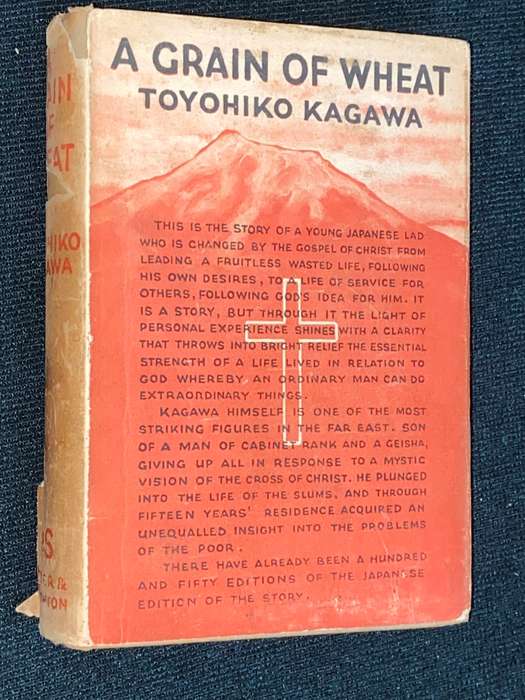 A GRAIN OF WHEAT
TOYOHIKO KAGAWA
THIS IS THE STORY OF A YOUNG JAPANESE LAD
WHO IS CHANGED BY THE GOSPEL OF CHRIST FROM
LEADING A FRUITLESS WASTED LIFE, FOLLOWING
HIS OWN DESIRES, TO A LIFE OF SERVICE FOR
OTHERS, FOLLOWING GOD'S IDEA FOR HIM. IT
IS A STORY, BUT THROUGH IT THE LIGHT OF
PERSONAL EXPERIENCE SHINES WITH A CLARITY
THAT THROWS INTO BRIGHT RELIEF THE ESSENTIAL
STRENGTH OF A LIFE LIVED IN RELATION TO
GOD WHEREBY AN ORDINARY MAN CAN DO
EXTRAORDINARY THINGS.
KAGAWA HIMSELF IS ONE OF THE MOST
STRIKING FIGURES IN THE FAR EAST. SON
OF A MAN OF CABINET RANK AND A GEISHA,
GIVING UP ALL IN RESPONSE TO A MYSTIC
VISION OF THE CROSS OF CHRIST. HE PLUNGED
INTO THE LIFE OF THE SLUMS, AND THROUGH
FIFTEEN YEARS' RESIDENCE ACQUIRED AN
UNEQUALLED INSIGHT INTO THE PROBLEMS
OF THE POOR.
THERE HAVE ALREADY BEEN A HUNDRED
AND FIFTY EDITIONS OF THE JAPANESE
EDITION OF THE STORY.